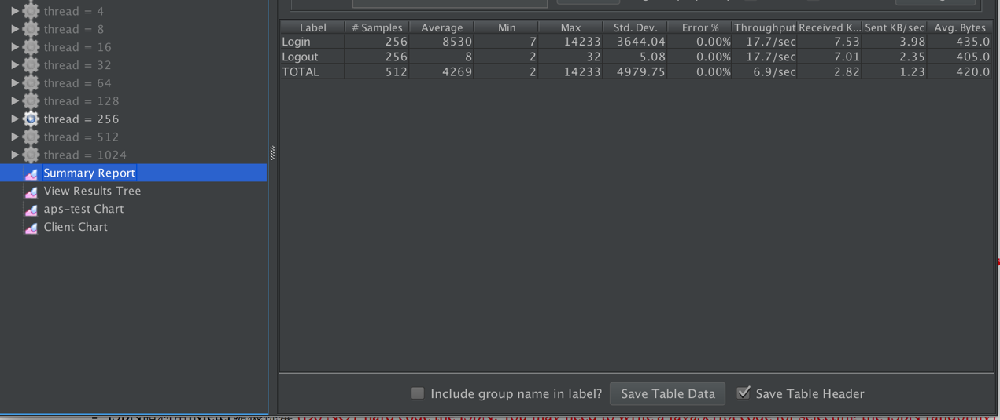 thread = 4
thread = 8
thread = 16
thread = 32
thread = 64
thread = 128
thread = 256
thread = 512
thread = 1024
Summary Report
View Results Tree
aps-test Chart
Client Chart
Label # Samples Average Min Max Std. Dev. Error % Throughput Received K... Sent KB/sec Avg. Bytes
Login 256 8530 7 14233 3644.04 0.00% 17.7/sec 7.53 3.98 435.0
Logout 256 8 2 32 5.08 0.00% 17.7/sec 7.01 2.35 405.0
TOTAL 512 4269 2 14233 4979.75 0.00% 6.9/sec 2.82 1.23 420.0
Include group name in label? Save Table Data Save Table Header